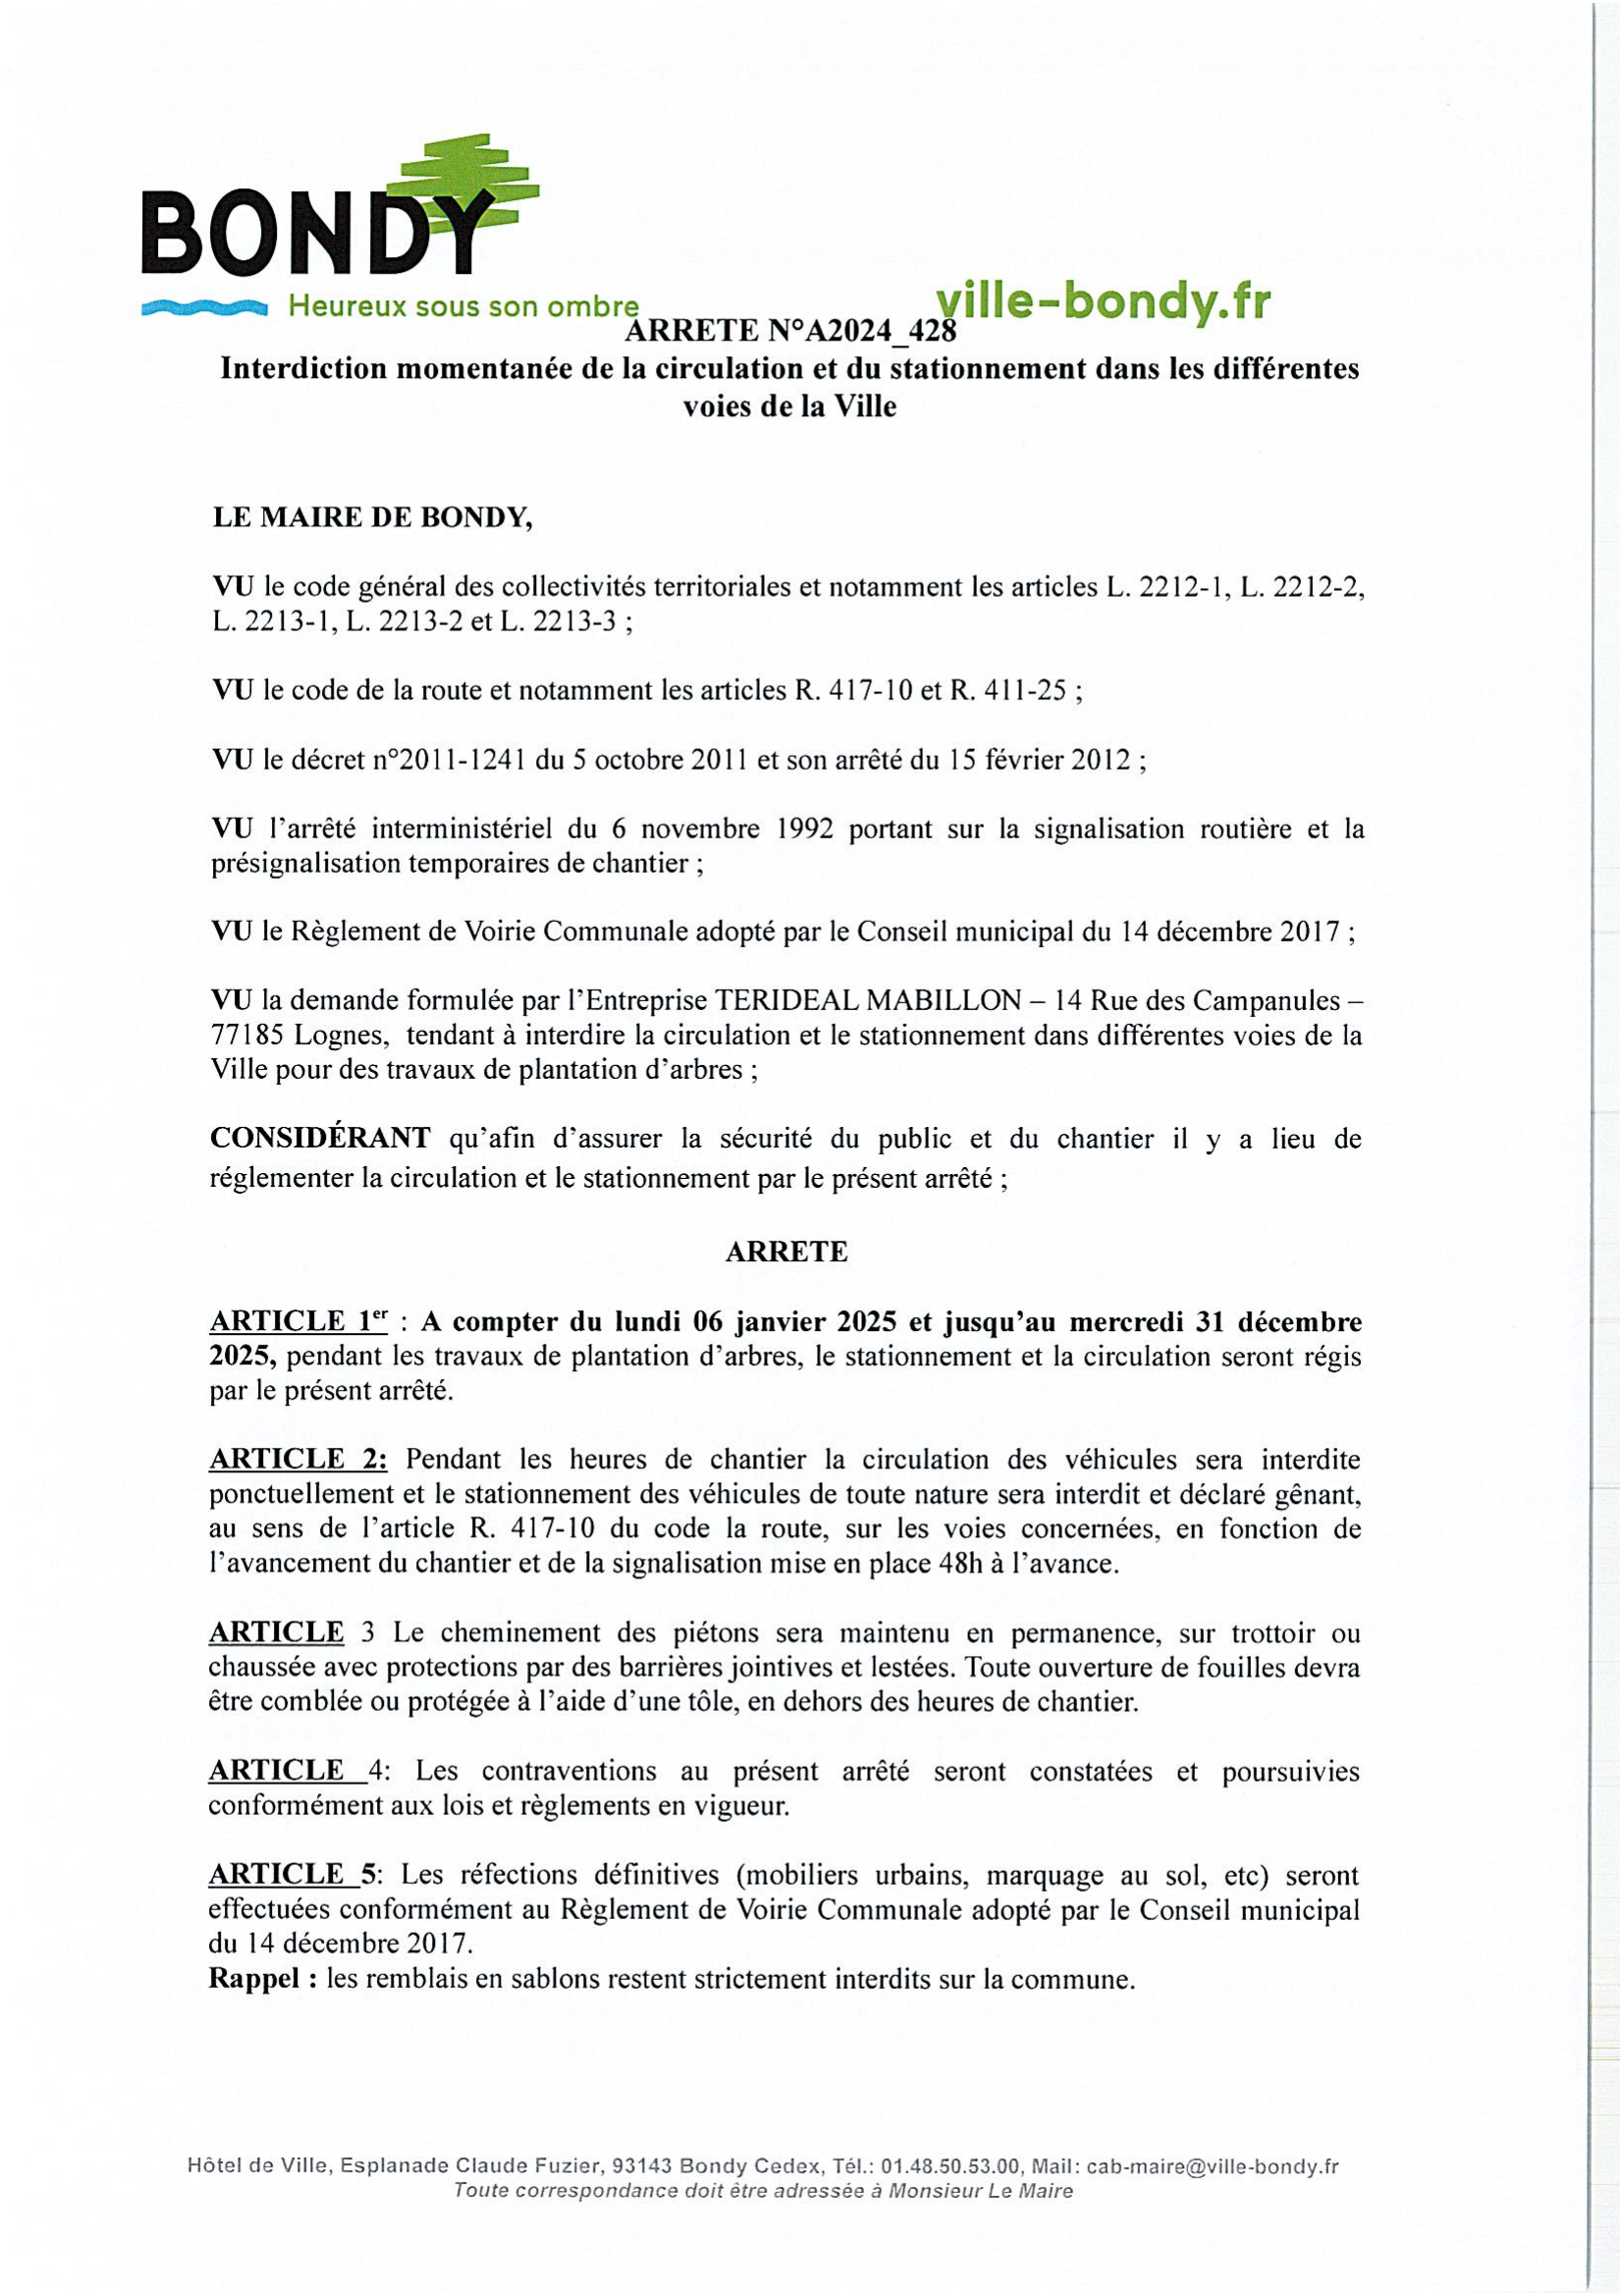 BONDY
Heureux sous son ombre
ville-bondy.fr
ARRETE N°A2024_428
Interdiction momentanée de la circulation et du stationnement dans les différentes
voies de la Ville
LE MAIRE DE BONDY,
VU le code général des collectivités territoriales et notamment les articles L. 2212-1, L. 2212-2,
L. 2213-1, L. 2213-2 et L. 2213-3 ;
VU le code de la route et notamment les articles R. 417-10 et R. 411-25 ;
VU le décret n°2011-1241 du 5 octobre 2011 et son arrêté du 15 février 2012 ;
VU l’arrêté interministériel du 6 novembre 1992 portant sur la signalisation routière et la
présignalisation temporaires de chantier ;
VU le Règlement de Voirie Communale adopté par le Conseil municipal du 14 décembre 2017 ;
VU la demande formulée par l’Entreprise TERIDEAL MABILLON – 14 Rue des Campanules –
77185 Lognes, tendant à interdire la circulation et le stationnement dans différentes voies de la
Ville pour des travaux de plantation d’arbres ;
CONSIDÉRANT qu’afin d’assurer la sécurité du public et du chantier il y a lieu de
réglementer la circulation et le stationnement par le présent arrêté ;
ARRETE
ARTICLE 1er : A compter du lundi 06 janvier 2025 et jusqu’au mercredi 31 décembre
2025, pendant les travaux de plantation d’arbres, le stationnement et la circulation seront régis
par le présent arrêté.
ARTICLE 2: Pendant les heures de chantier la circulation des véhicules sera interdite
ponctuellement et le stationnement des véhicules de toute nature sera interdit et déclaré gênant,
au sens de l’article R. 417-10 du code la route, sur les voies concernées, en fonction de
l’avancement du chantier et de la signalisation mise en place 48h à l’avance.
ARTICLE 3 Le cheminement des piétons sera maintenu en permanence, sur trottoir ou
chaussée avec protections par des barrières jointives et lestées. Toute ouverture de fouilles devra
être comblée ou protégée à l’aide d’une tôle, en dehors des heures de chantier.
ARTICLE 4: Les contraventions au présent arrêté seront constatées et poursuivies
conformément aux lois et règlements en vigueur.
ARTICLE 5: Les réfections définitives (mobiliers urbains, marquage au sol, etc) seront
effectuées conformément au Règlement de Voirie Communale adopté par le Conseil municipal
du 14 décembre 2017.
Rappel : les remblais en sablons restent strictement interdits sur la commune.
Hôtel de Ville, Esplanade Claude Fuzier, 93143 Bondy Cedex, Tél.: 01.48.50.53.00, Mail: cab-maire@ville-bondy.fr
Toute correspondance doit être adressée à Monsieur Le Maire